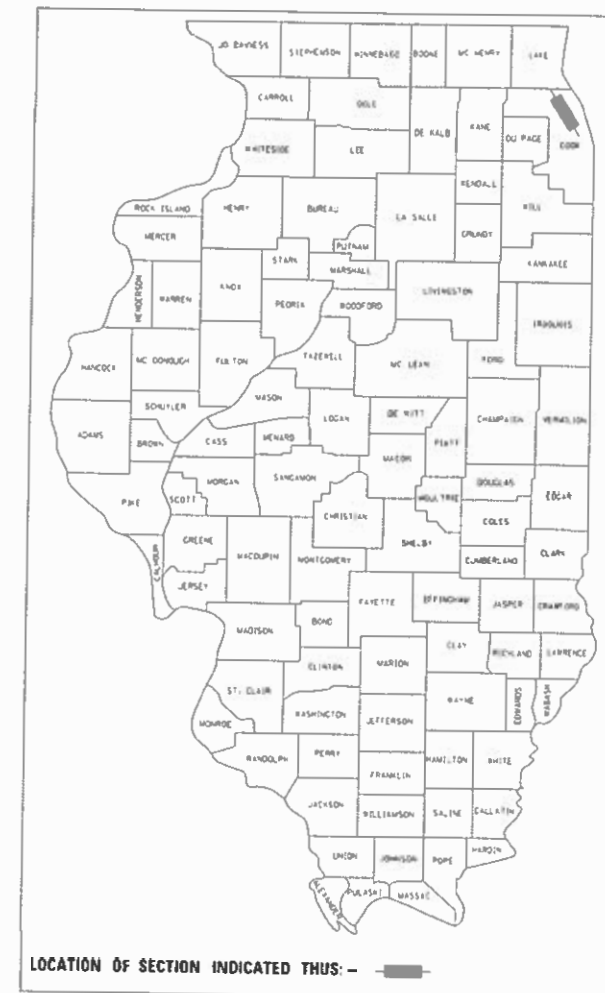 JO DAVIESS
STEPHENSON
WINNEBAGO
BOONE
MC HENRY
LAKE
CARROLL
OGLE
DE KALB
KANE
DU PAGE
COOK
WHITESIDE
LEE
KENDALL
WILL
ROCK ISLAND
HENRY
BUREAU
LA SALLE
GRUNDY
MERCER
PUTNAM
KANKAKEE
STARK
MARSHALL
HENDERSON
WARREN
KNOX
PEORIA
WOODFORD
LIVINGSTON
IROQUOIS
HANCOCK
MC DONOUGH
FULTON
TAZEWELL
MC LEAN
FORD
MASON
SCHUYLER
LOGAN
DE WITT
CHAMPAIGN
VERMILION
ADAMS
BROWN
CASS
MENARD
MACON
PIATT
PIKE
SCOTT
MORGAN
SANGAMON
DOUGLAS
EDGAR
MOULTRIE
CHRISTIAN
COLES
GREENE
SHELBY
CALHOUN
MACOUPIN
MONTGOMERY
CUMBERLAND
CLARK
JERSEY
FAYETTE
EFFINGHAM
JASPER
CRAWFORD
MADISON
BOND
CLAY
RICHLAND
LAWRENCE
CLINTON
MARION
ST. CLAIR
WAYNE
EDWARDS
WABASH
WASHINGTON
JEFFERSON
MONROE
RANDOLPH
PERRY
HAMILTON
WHITE
FRANKLIN
JACKSON
WILLIAMSON
SALINE
GALLATIN
UNION
JOHNSON
POPE
HARDIN
ALEXANDER
PULASKI
MASSAC
LOCATION OF SECTION INDICATED THUS: –